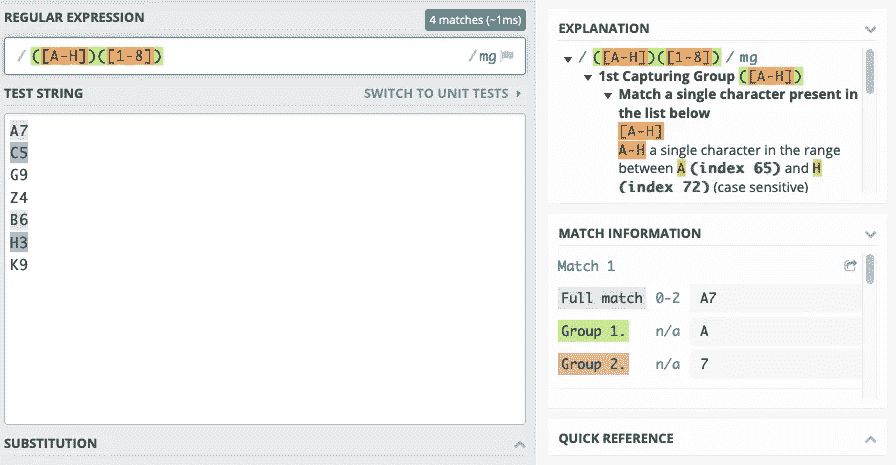 REGULAR EXPRESSION
4 matches (~1ms)
/ ([A-H])([1-8])
/ mg
TEST STRING
SWITCH TO UNIT TESTS
A7
C5
G9
Z4
B6
H3
K9
SUBSTITUTION
EXPLANATION
/ ([A-H])([1-8]) / mg
1st Capturing Group ([A-H])
Match a single character present in
the list below
[A-H]
A-H a single character in the range
between A (index 65) and H
(index 72) (case sensitive)
MATCH INFORMATION
Match 1
Full match 0-2 A7
Group 1. n/a A
Group 2. n/a 7
QUICK REFERENCE